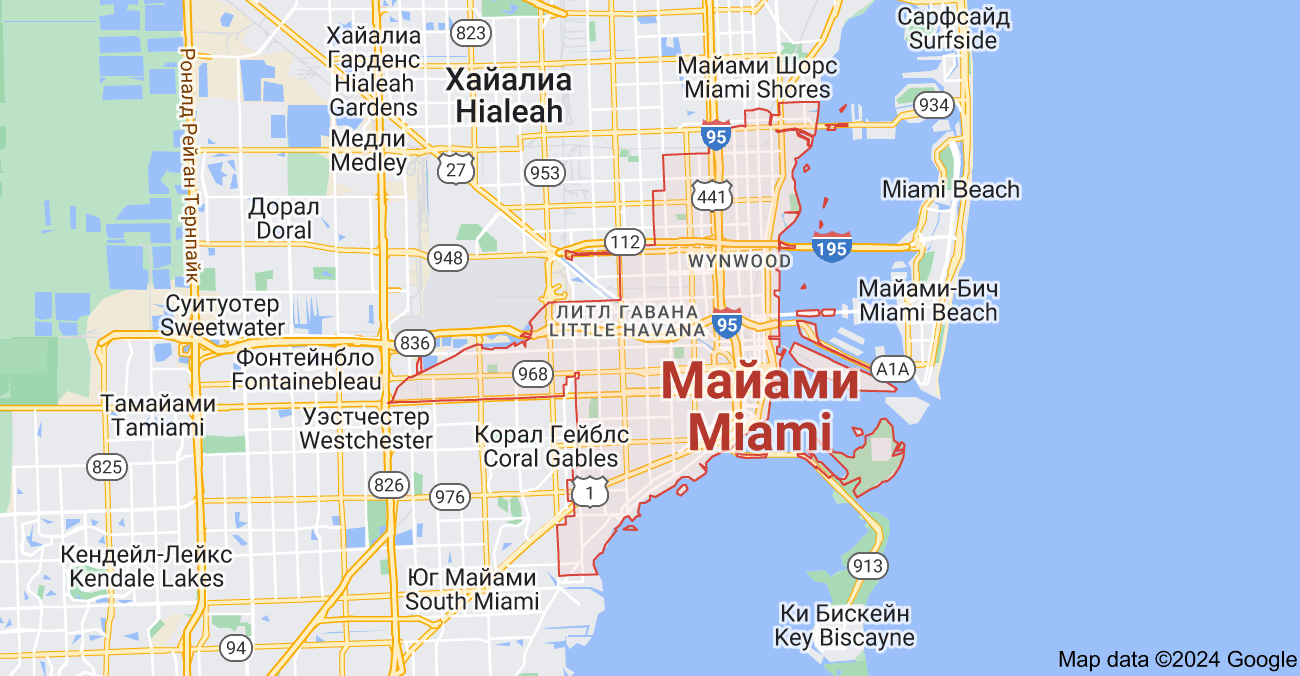 Сарфсайд
Surfside
823
Хайалиа
Гарденс
Hialeah
Gardens
Хайалиа
Hialeah
Майами Шорс
Miami Shores
934
95
Медли
Medley
27
953
441
Miami Beach
Роналд Рейган Тернпайк
Дорал
Doral
112
195
948
WYNWOOD
Майами-Бич
Miami Beach
Суитуотер
Sweetwater
ЛИТЛ ГАВАНА
LITTLE HAVANA
95
836
Фонтейнбло
Fontainebleau
968
A1A
Майами
Miami
Тамайами
Tamiami
Уэстчестер
Westchester
Корал Гейблс
Coral Gables
825
826
976
1
Кендейл-Лейкс
Kendale Lakes
Юг Майами
South Miami
913
Ки Бискейн
Key Biscayne
94
Map data ©2024 Google